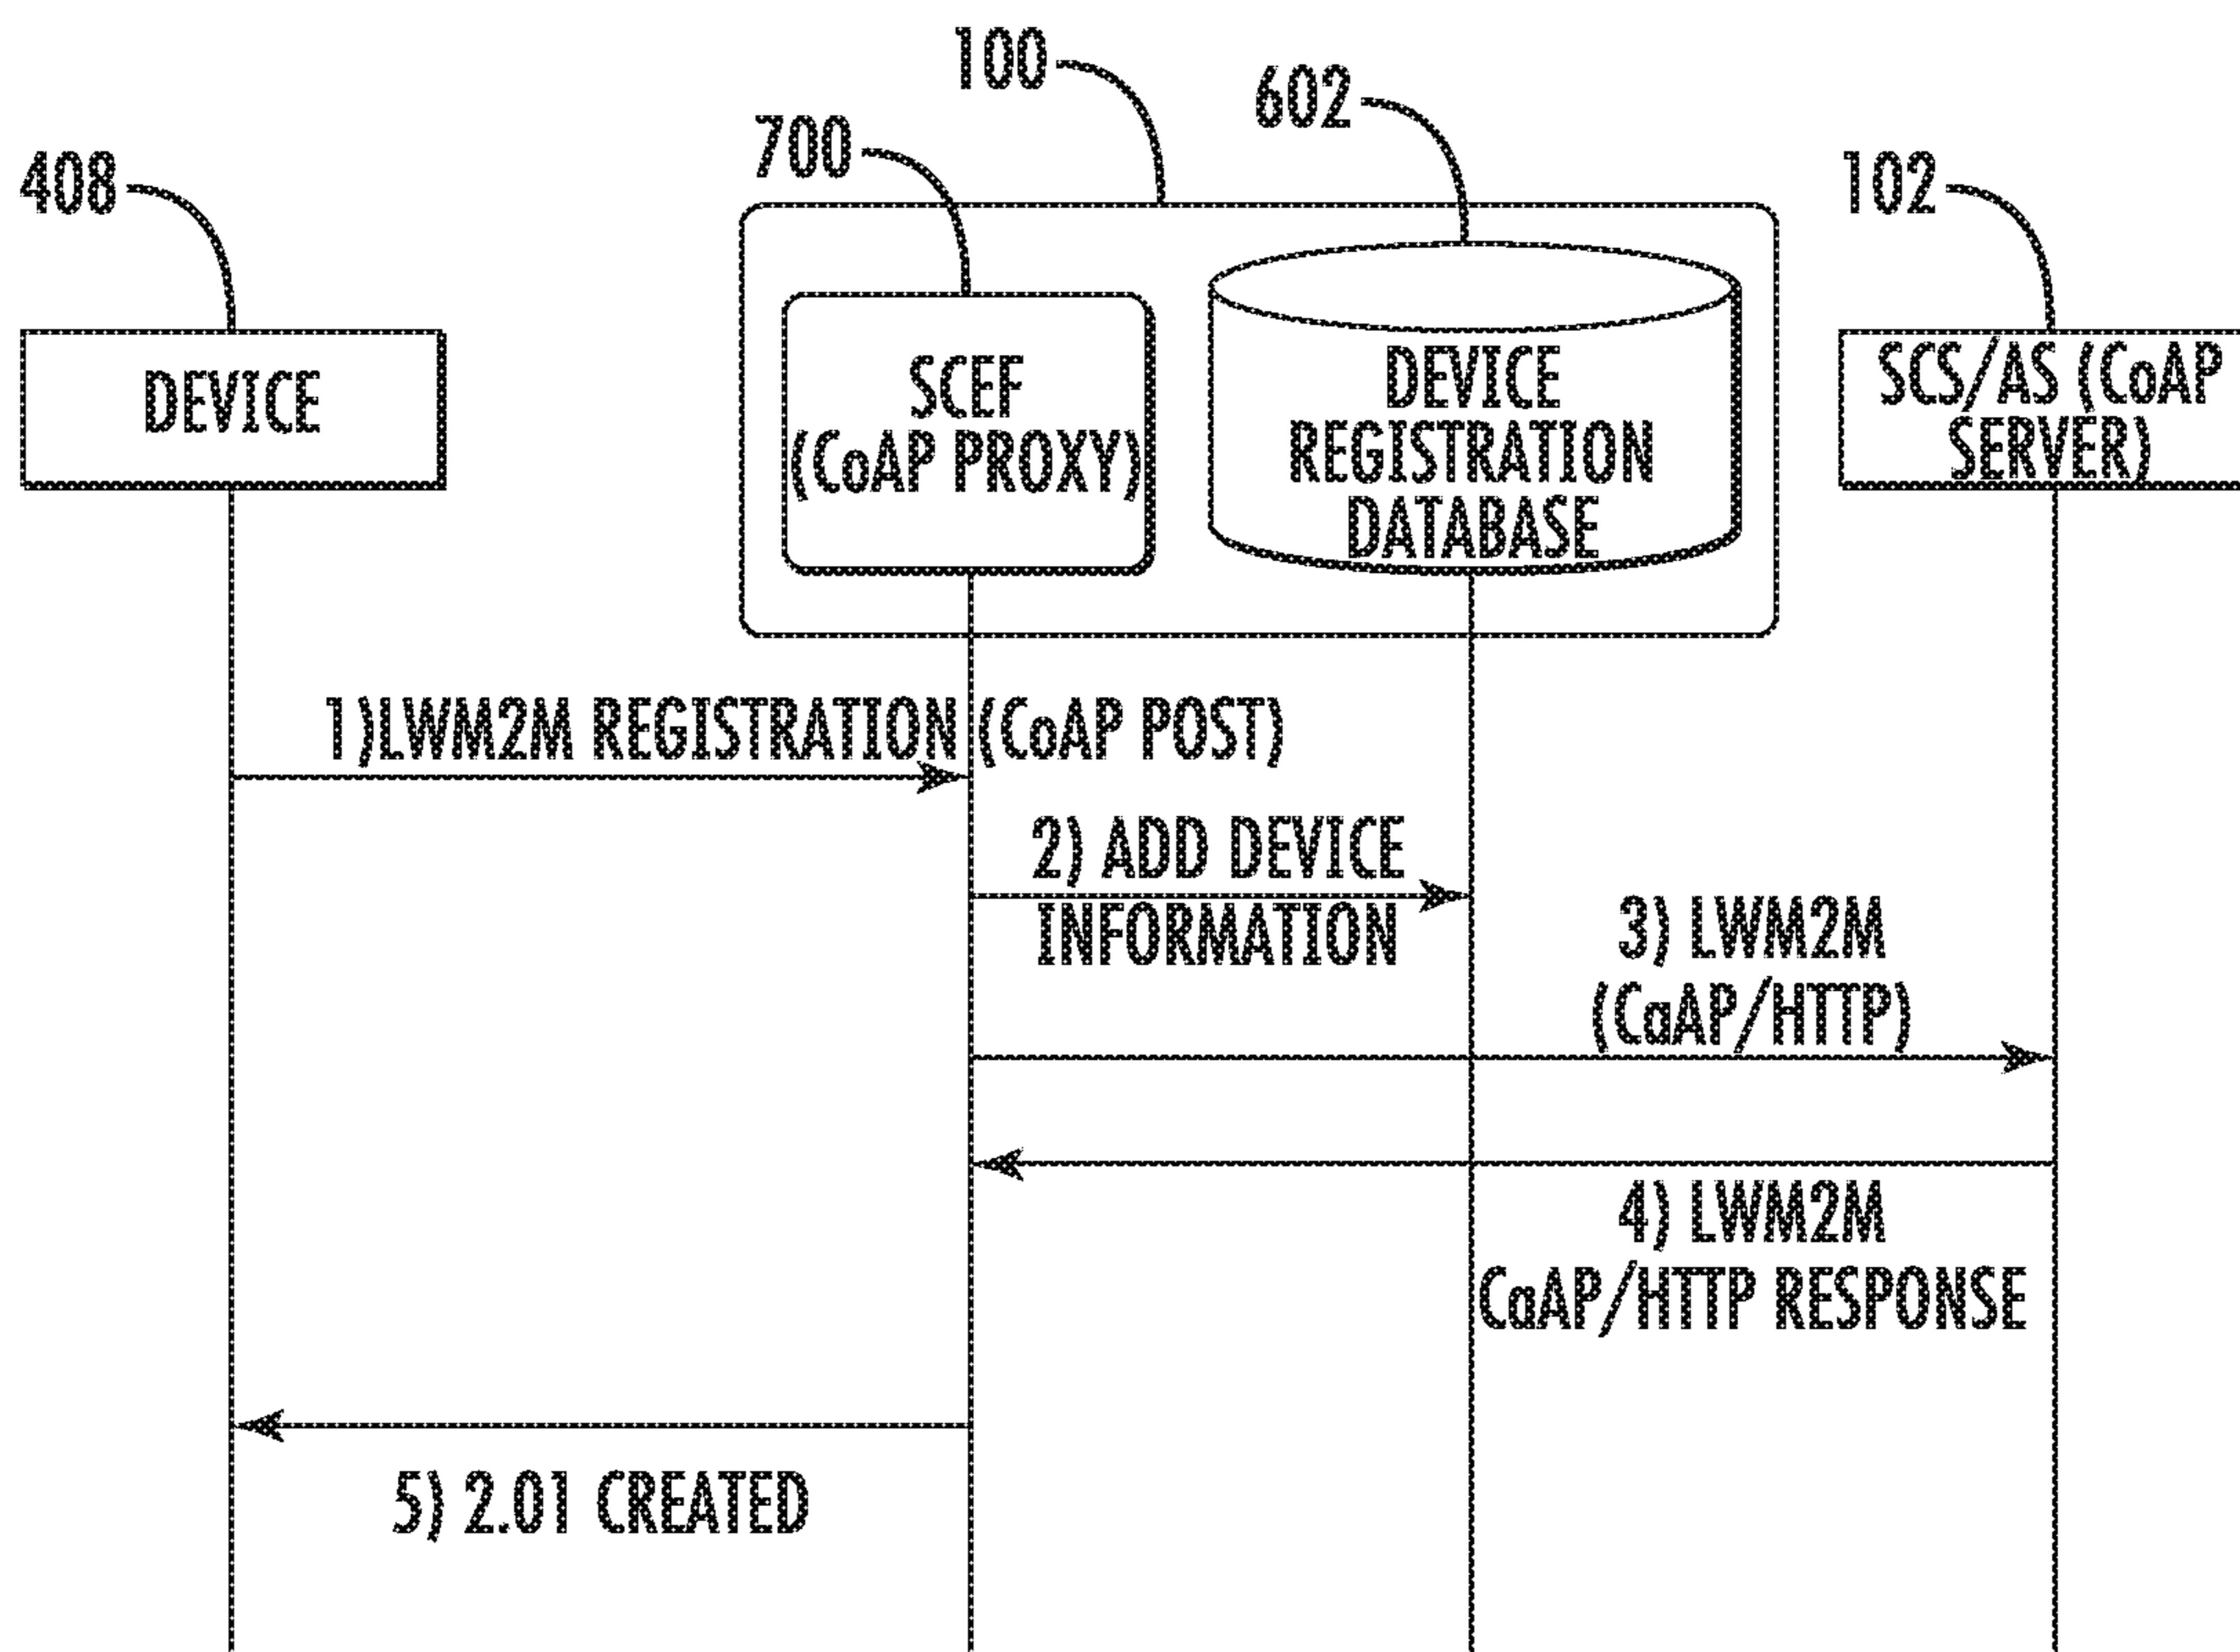 100
602
700
408
102
DEVICE
SCEF
(CoAP PROXY)
DEVICE
REGISTRATION
DATABASE
SCS/AS (CoAP
SERVER)
1)LWM2M REGISTRATION (CoAP POST)
2) ADD DEVICE
INFORMATION
3) LWM2M
(CaAP/HTTP)
4) LWM2M
CaAP/HTTP RESPONSE
5) 2.01 CREATED